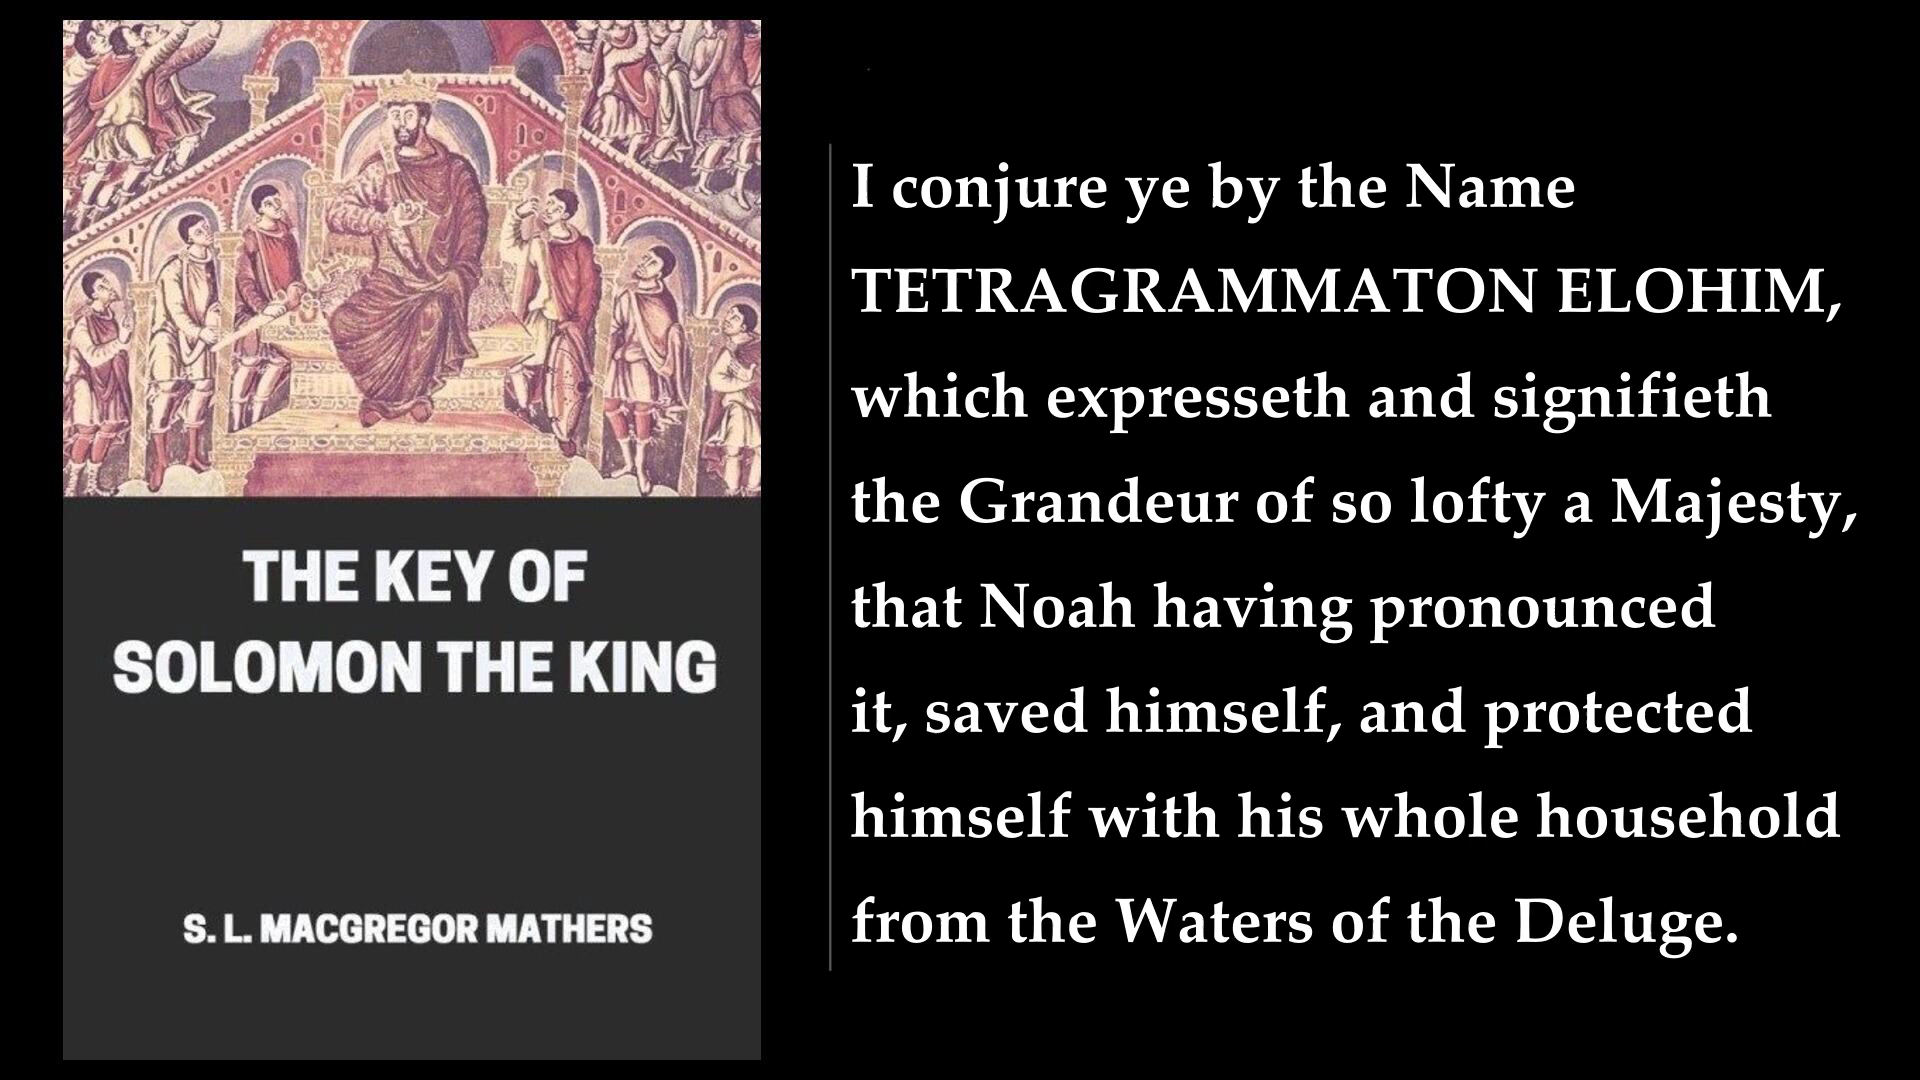 THE KEY OF
SOLOMON THE KING
S. L. MACGREGOR MATHERS
I conjure ye by the Name
TETRAGRAMMATON ELOHIM,
which expresseth and signifieth
the Grandeur of so lofty a Majesty,
that Noah having pronounced
it, saved himself, and protected
himself with his whole household
from the Waters of the Deluge.